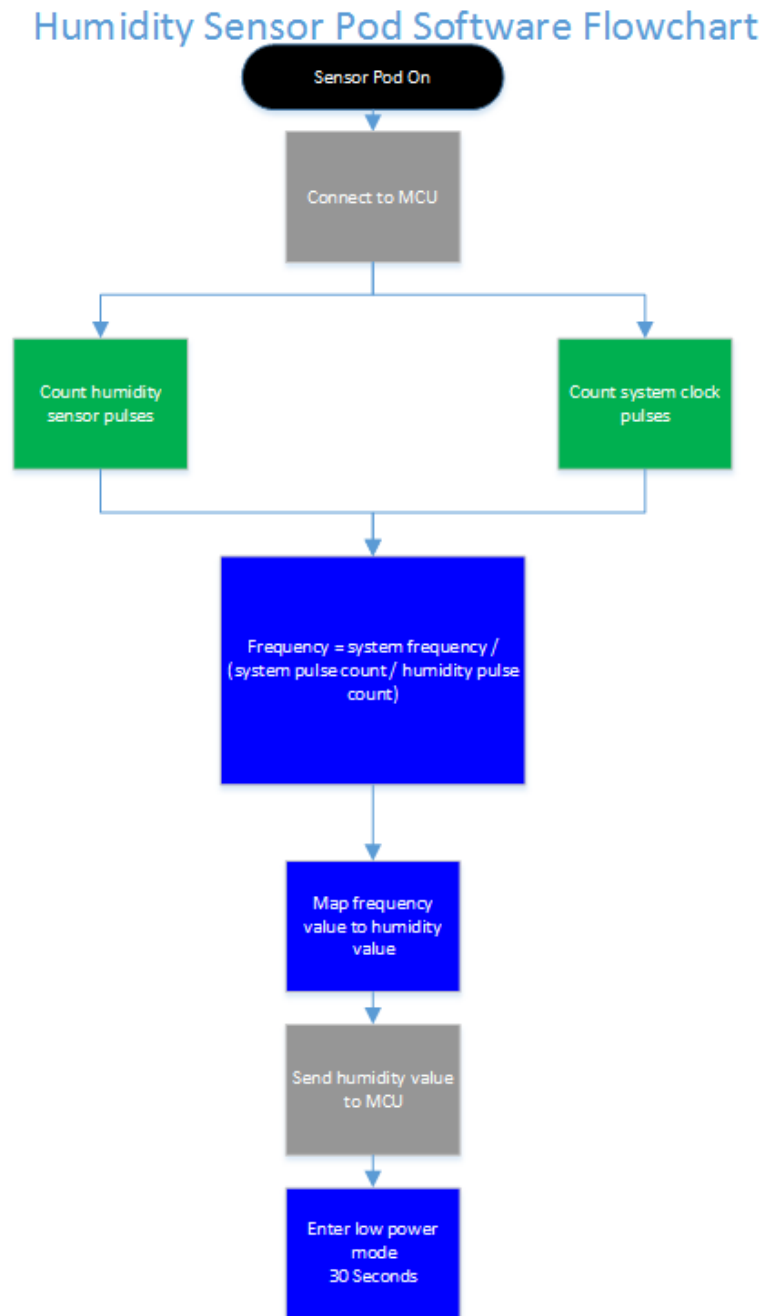 Humidity Sensor Pod Software Flowchart
Sensor Pod On
Connect to MCU
Count humidity
sensor pulses
Count system clock
pulses
Frequency = system frequency /
(system pulse count / humidity pulse
count)
Map frequency
value to humidity
value
Send humidity value
to MCU
Enter low power
mode
30 Seconds